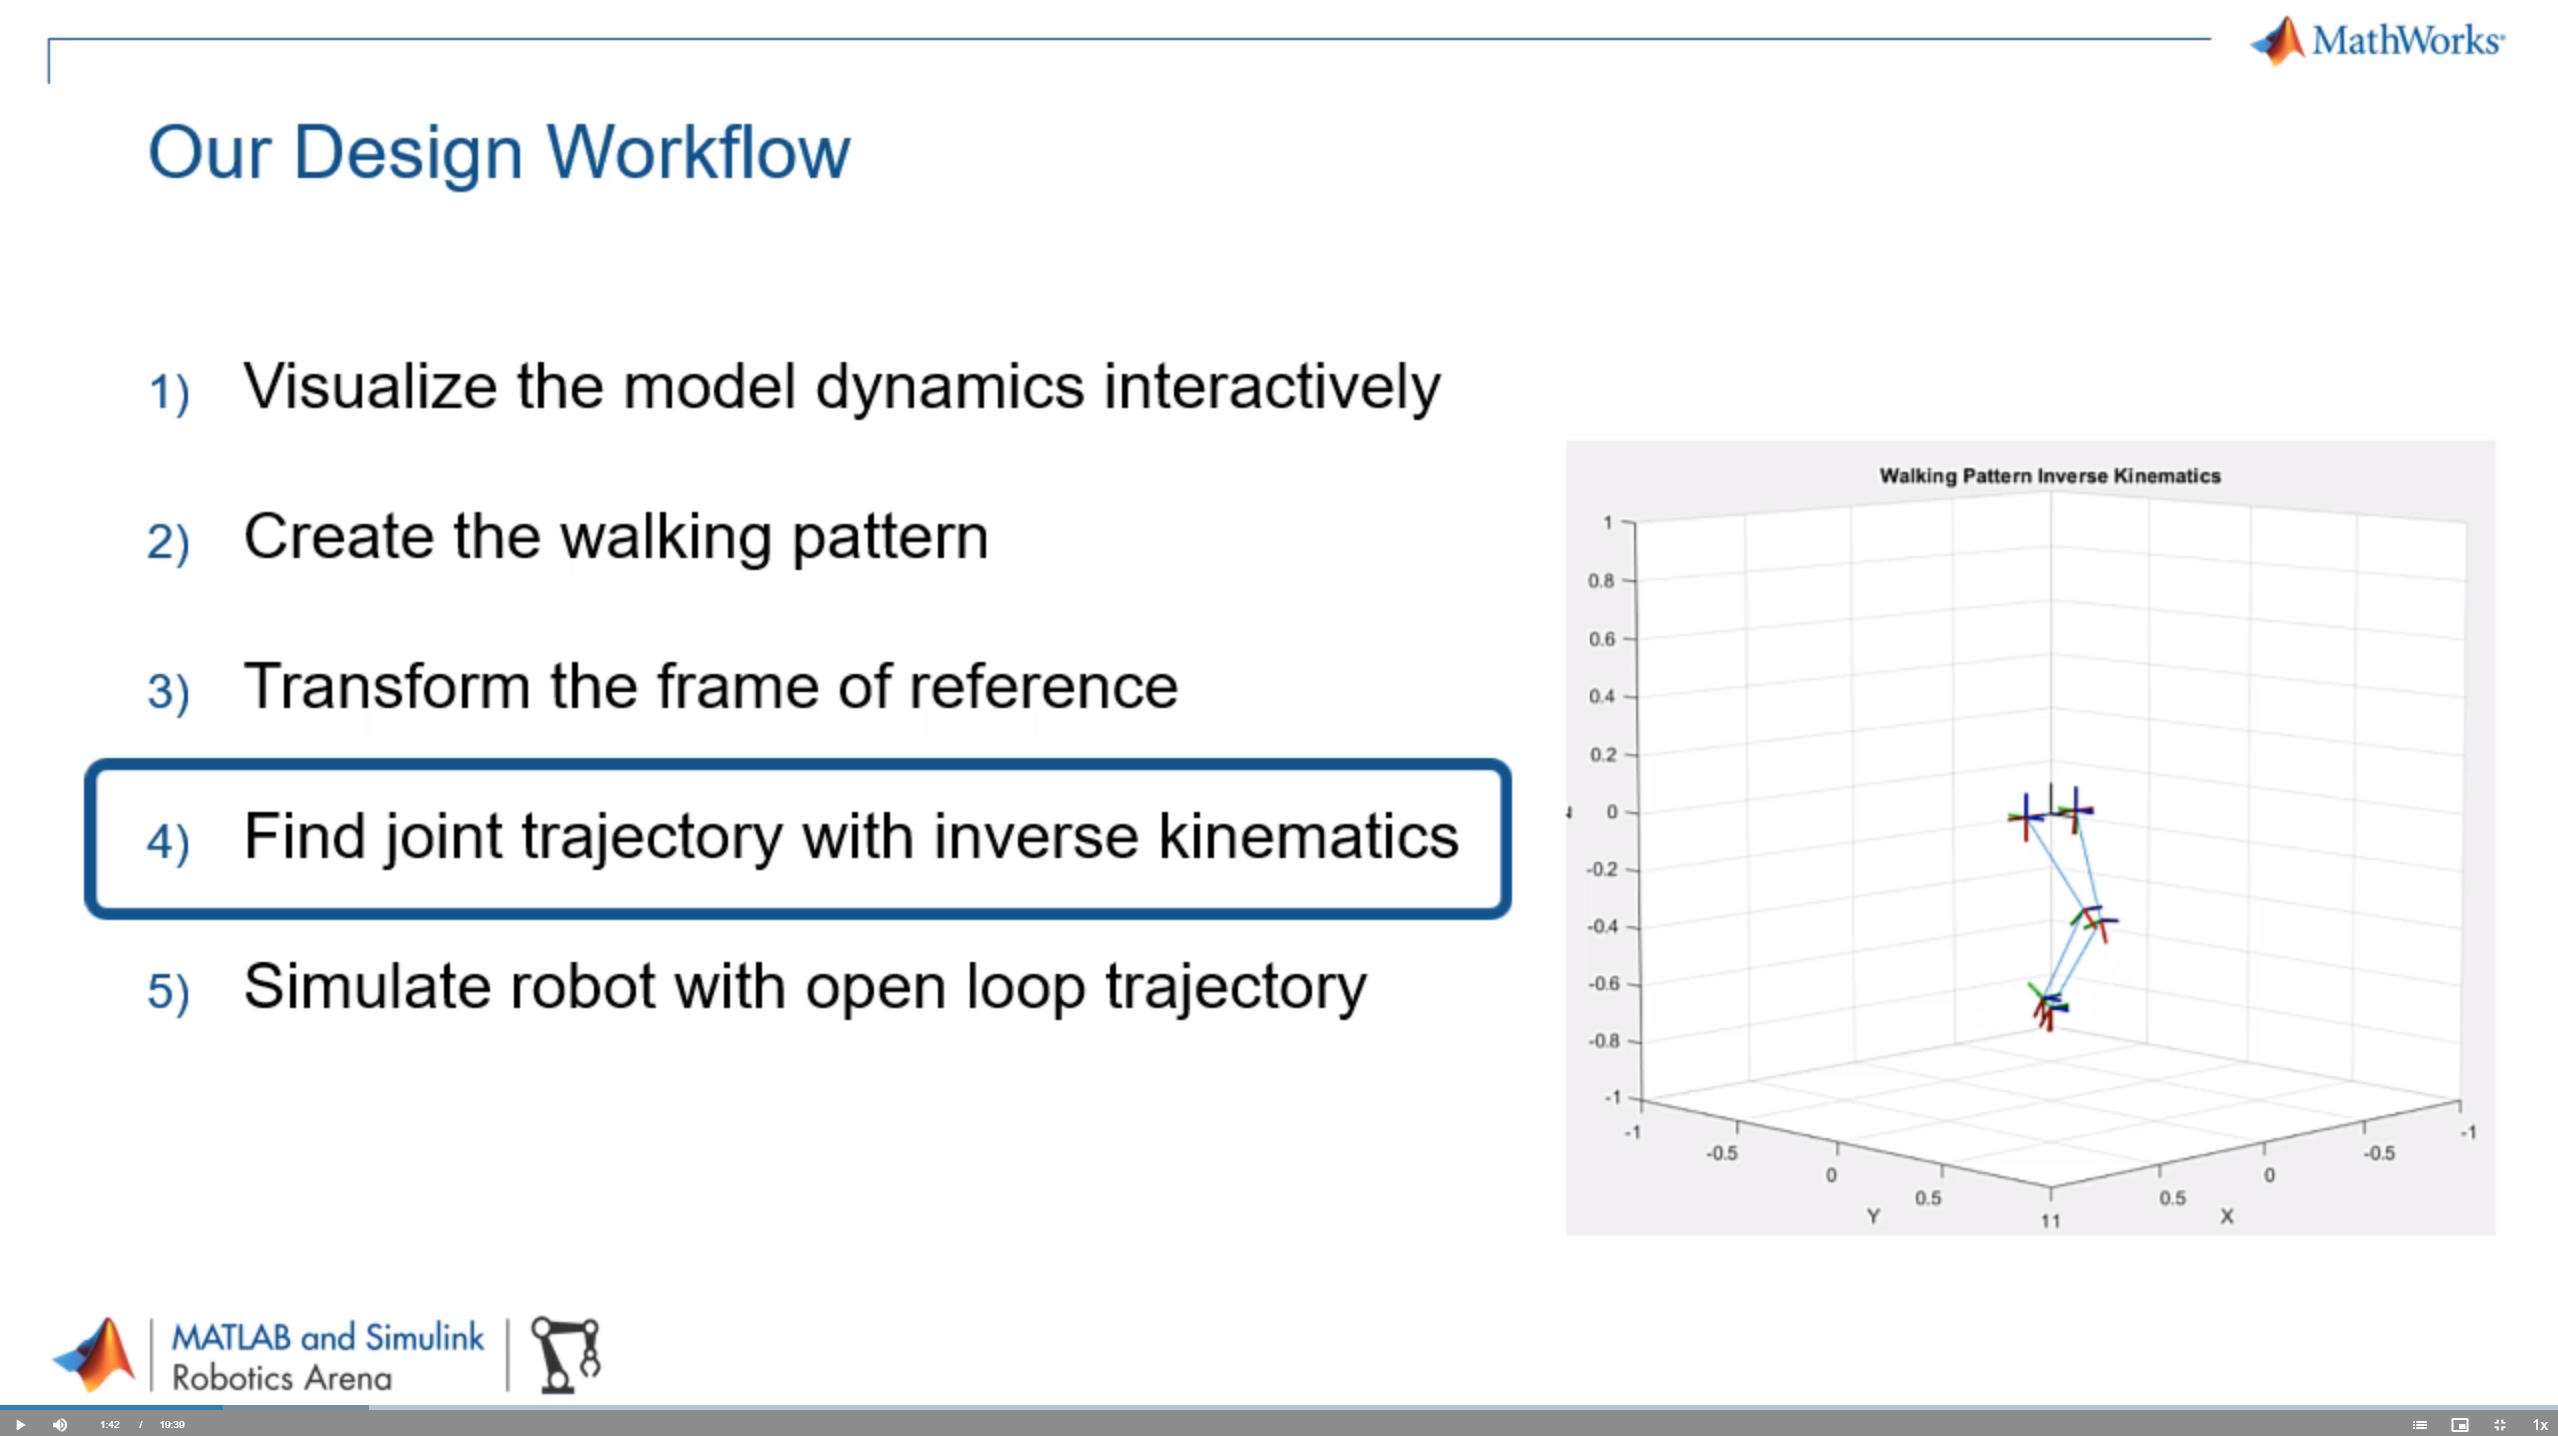 MathWorks®
Our Design Workflow
1) Visualize the model dynamics interactively
2) Create the walking pattern
3) Transform the frame of reference
4) Find joint trajectory with inverse kinematics
5) Simulate robot with open loop trajectory
Walking Pattern Inverse Kinematics
1
0.8
0.6
0.4
0.2
0
-0.2
-0.4
-0.6
-0.8
-1
-1 -0.5 0 0.5 11 0.5 0 -0.5 -1
Y X
MATLAB and Simulink
Robotics Arena
1:42 / 19:39 1x